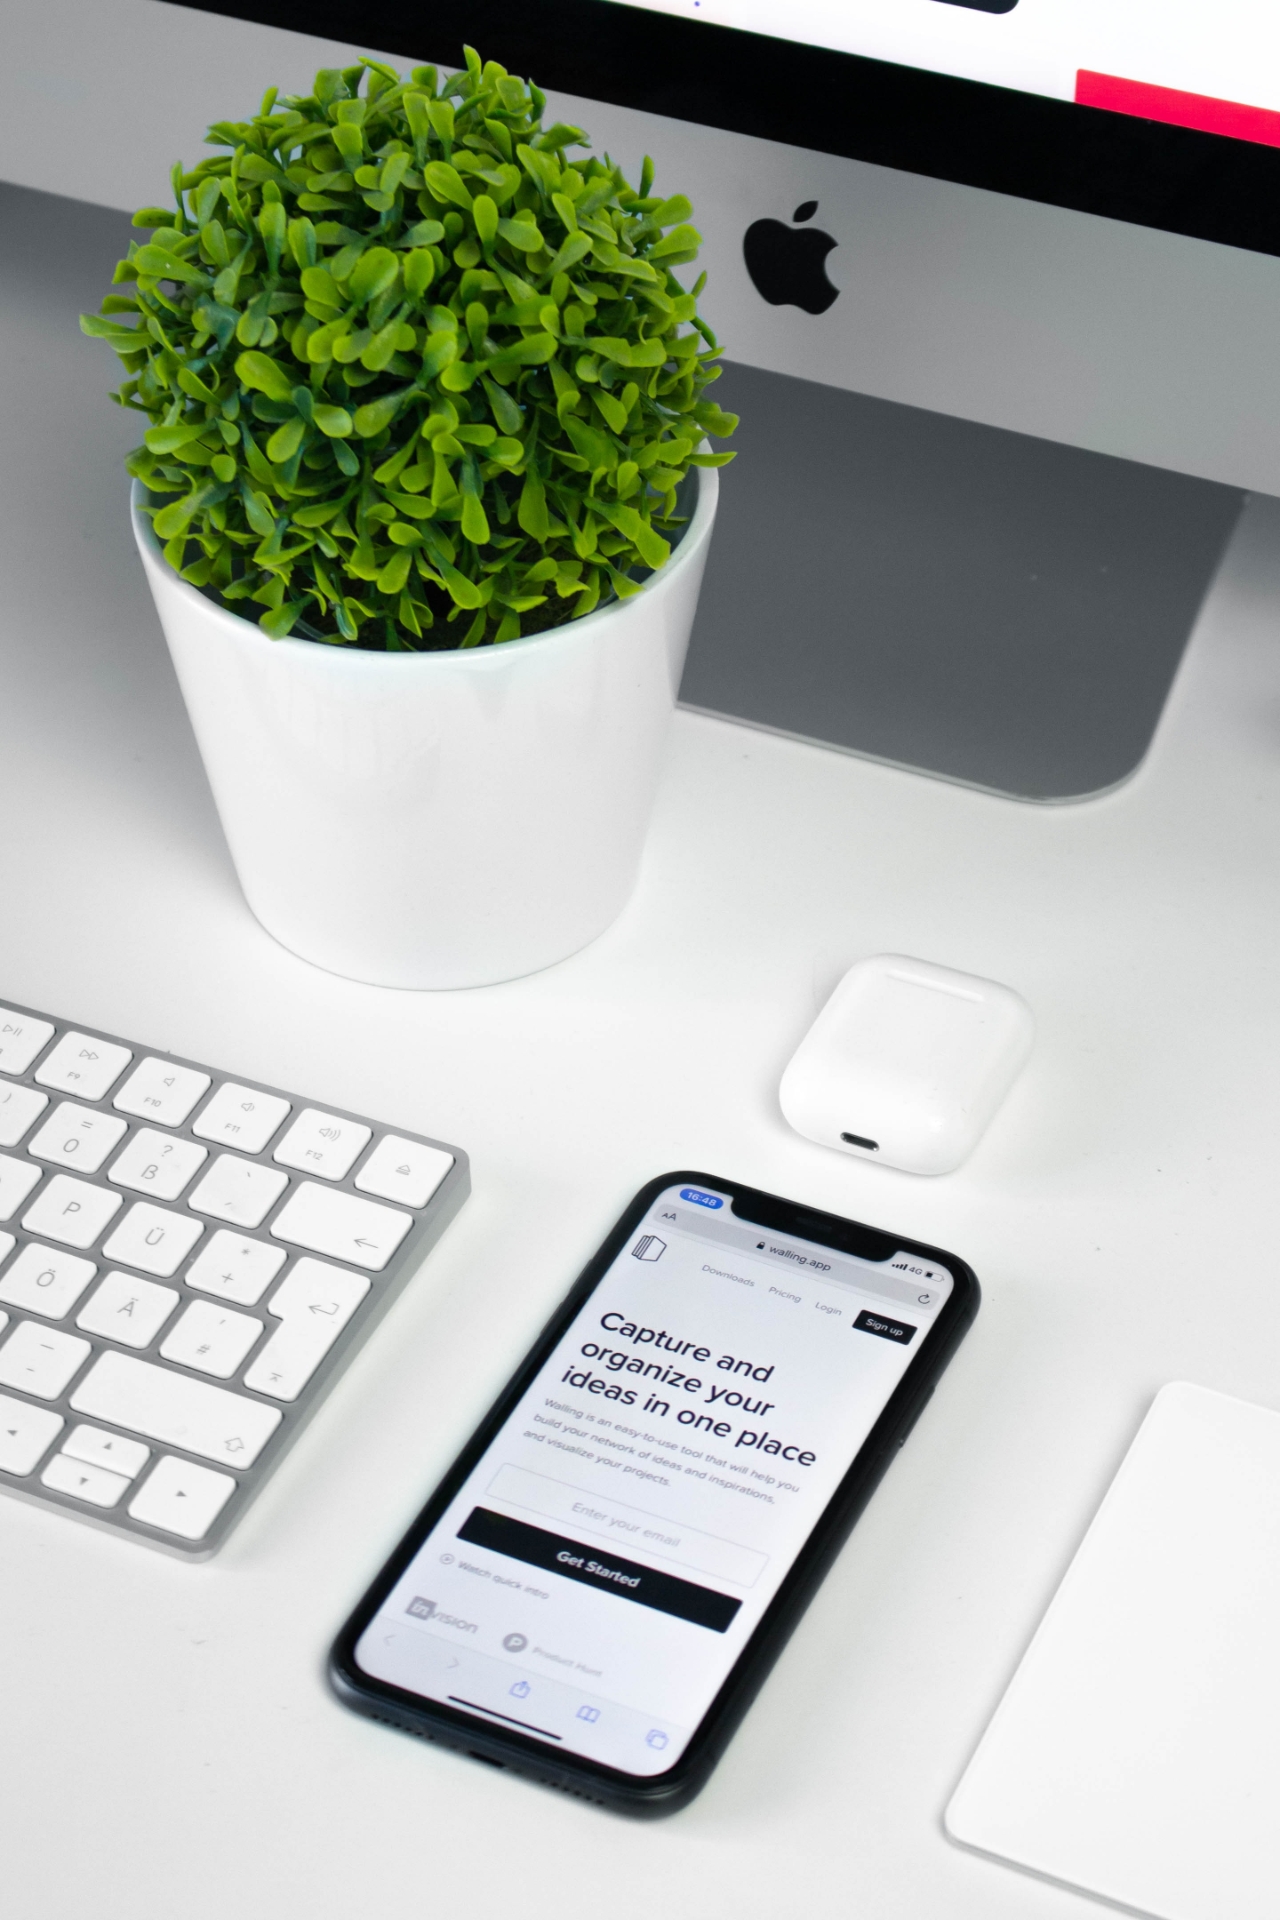 16:48
4G
AA
walling.app
Downloads
Pricing
Login
Sign up
Capture and
organize your
ideas in one place
Walling is an easy-to-use tool that will help you
build your network of ideas and inspirations,
and visualize your projects.
Enter your email
Get Started
Watch quick intro
inVISION
P Product Hunt
F9
F10
F11
F12
=
0
?
ß
P
Ü
*
+
Ö
Ä
'
#
_
-